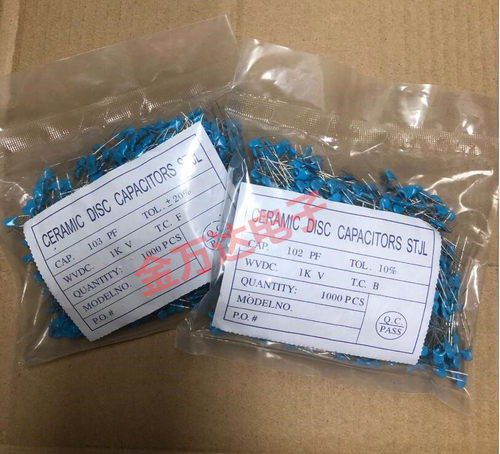 CERAMIC DISC CAPACITORS STJL
CAP. 103 PF TOL. ±20%
WVDC. 1K V T.C. E
QUANTITY: 1000 PCS
MODELNO.
P.O.#
CERAMIC DISC CAPACITORS STJL
CAP. 102 PF TOL. 10%
WVDC. 1K V T.C. B
QUANTITY: 1000 PCS
MODELNO.
P.O.#
Q.C.
PASS
金万达电子